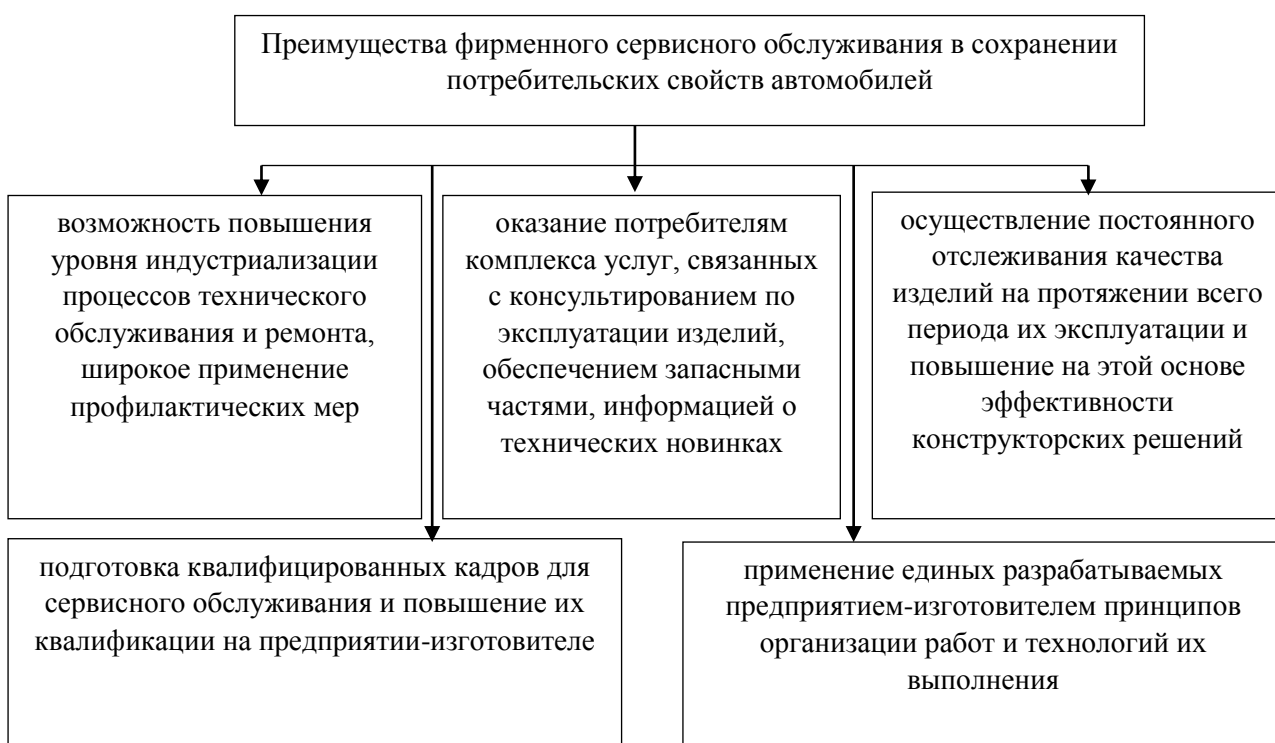 Преимущества фирменного сервисного обслуживания в сохранении
потребительских свойств автомобилей
возможность повышения
уровня индустриализации
процессов технического
обслуживания и ремонта,
широкое применение
профилактических мер
оказание потребителям
комплекса услуг, связанных
с консультированием по
эксплуатации изделий,
обеспечением запасными
частями, информацией о
технических новинках
осуществление постоянного
отслеживания качества
изделий на протяжении всего
периода их эксплуатации и
повышение на этой основе
эффективности
конструкторских решений
подготовка квалифицированных кадров для
сервисного обслуживания и повышение их
квалификации на предприятии-изготовителе
применение единых разрабатываемых
предприятием-изготовителем принципов
организации работ и технологий их
выполнения